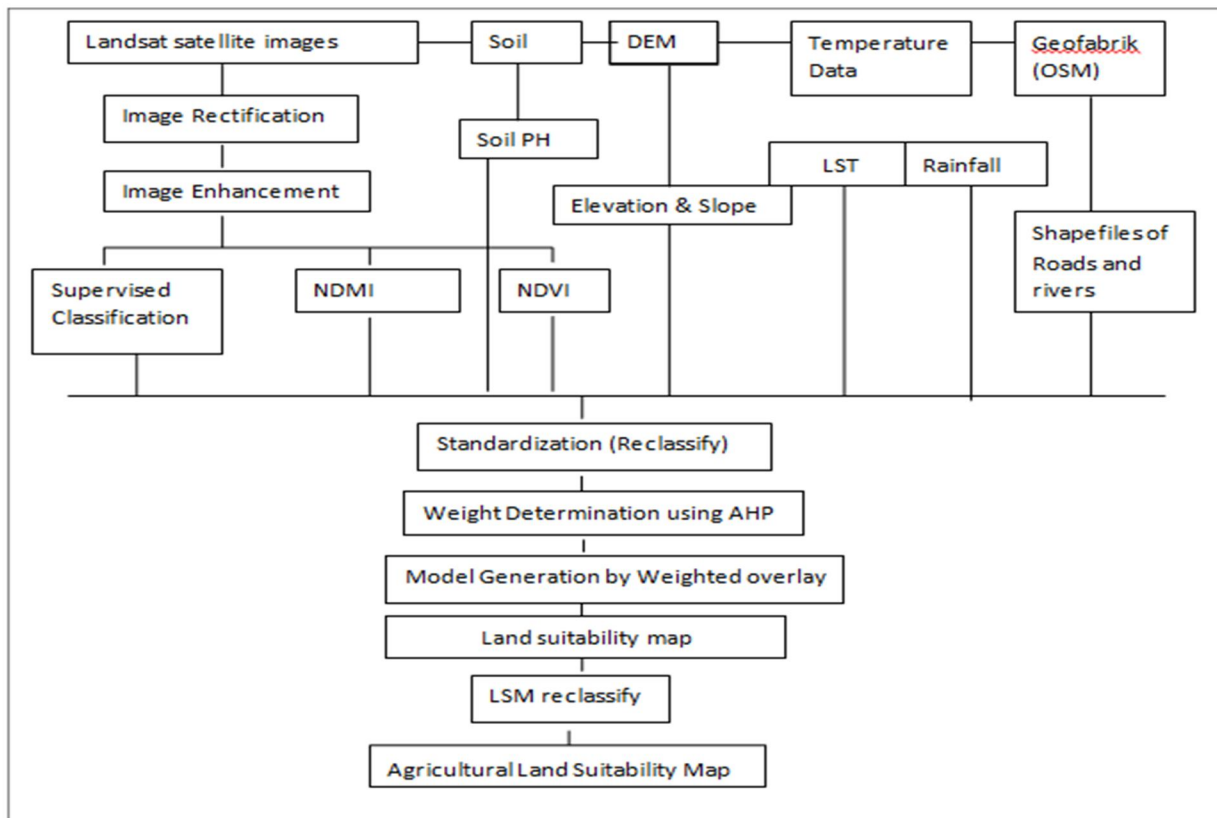 Landsat satellite images
Soil
DEM
Temperature
Data
Geofabrik
(OSM)
Image Rectification
Soil PH
Image Enhancement
LST
Rainfall
Elevation & Slope
Shapefiles of
Roads and
rivers
Supervised
Classification
NDMI
NDVI
Standardization (Reclassify)
Weight Determination using AHP
Model Generation by Weighted overlay
Land suitability map
LSM reclassify
Agricultural Land Suitability Map